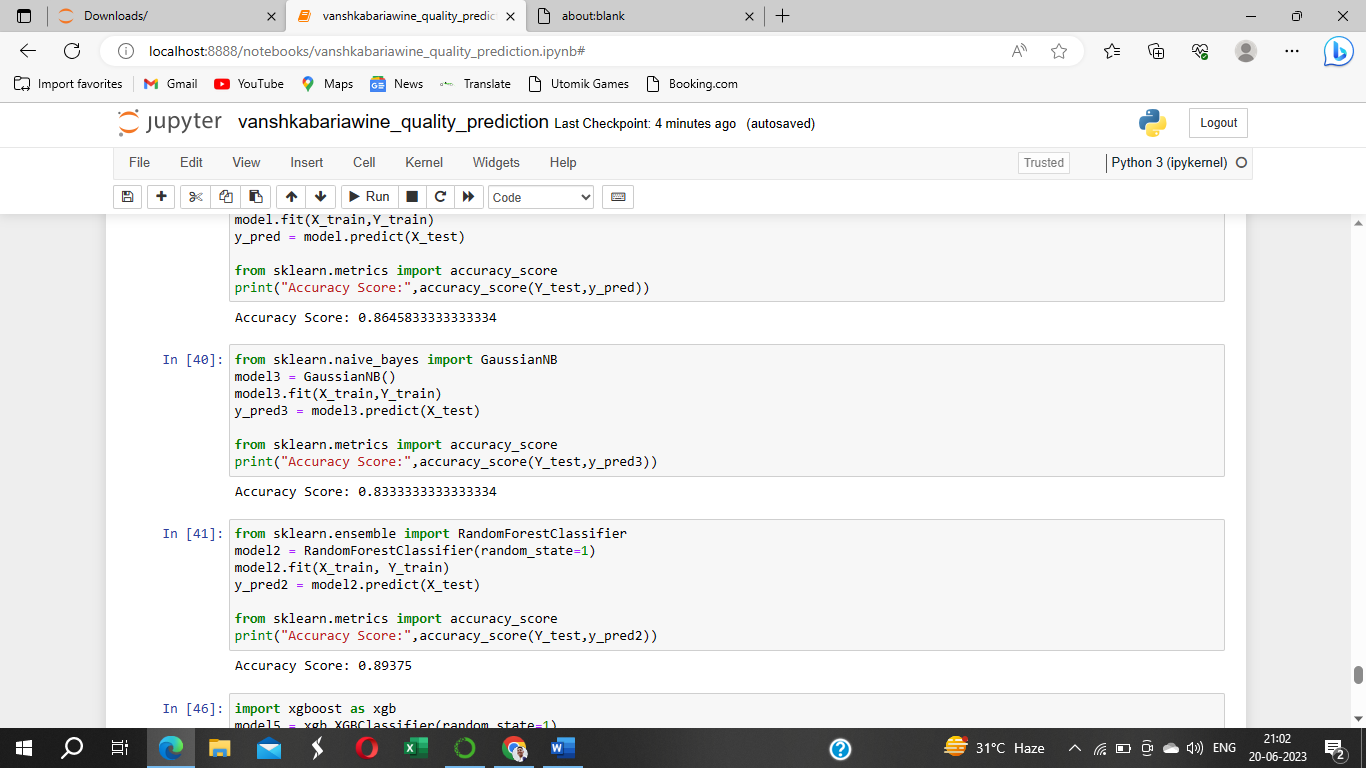 Downloads/
vanshkabariawine_quality_predic
about:blank
localhost:8888/notebooks/vanshkabariawine_quality_prediction.ipynb#
Import favorites
Gmail
YouTube
Maps
News
Translate
Utomik Games
Booking.com
jupyter
vanshkabariawine_quality_prediction Last Checkpoint: 4 minutes ago (autosaved)
Logout
File
Edit
View
Insert
Cell
Kernel
Widgets
Help
Trusted
Python 3 (ipykernel)
Run
Code
model.fit(X_train,Y_train)
y_pred = model.predict(X_test)
from sklearn.metrics import accuracy_score
print("Accuracy Score:",accuracy_score(Y_test,y_pred))
Accuracy Score: 0.8645833333333334
In [40]:
from sklearn.naive_bayes import GaussianNB
model3 = GaussianNB()
model3.fit(X_train,Y_train)
y_pred3 = model3.predict(X_test)
from sklearn.metrics import accuracy_score
print("Accuracy Score:",accuracy_score(Y_test,y_pred3))
Accuracy Score: 0.8333333333333334
In [41]:
from sklearn.ensemble import RandomForestClassifier
model2 = RandomForestClassifier(random_state=1)
model2.fit(X_train, Y_train)
y_pred2 = model2.predict(X_test)
from sklearn.metrics import accuracy_score
print("Accuracy Score:",accuracy_score(Y_test,y_pred2))
Accuracy Score: 0.89375
In [46]:
import xgboost as xgb
model5 = xgb.XGBClassifier(random_state=1)
31°C Haze
ENG
21:02
20-06-2023
2